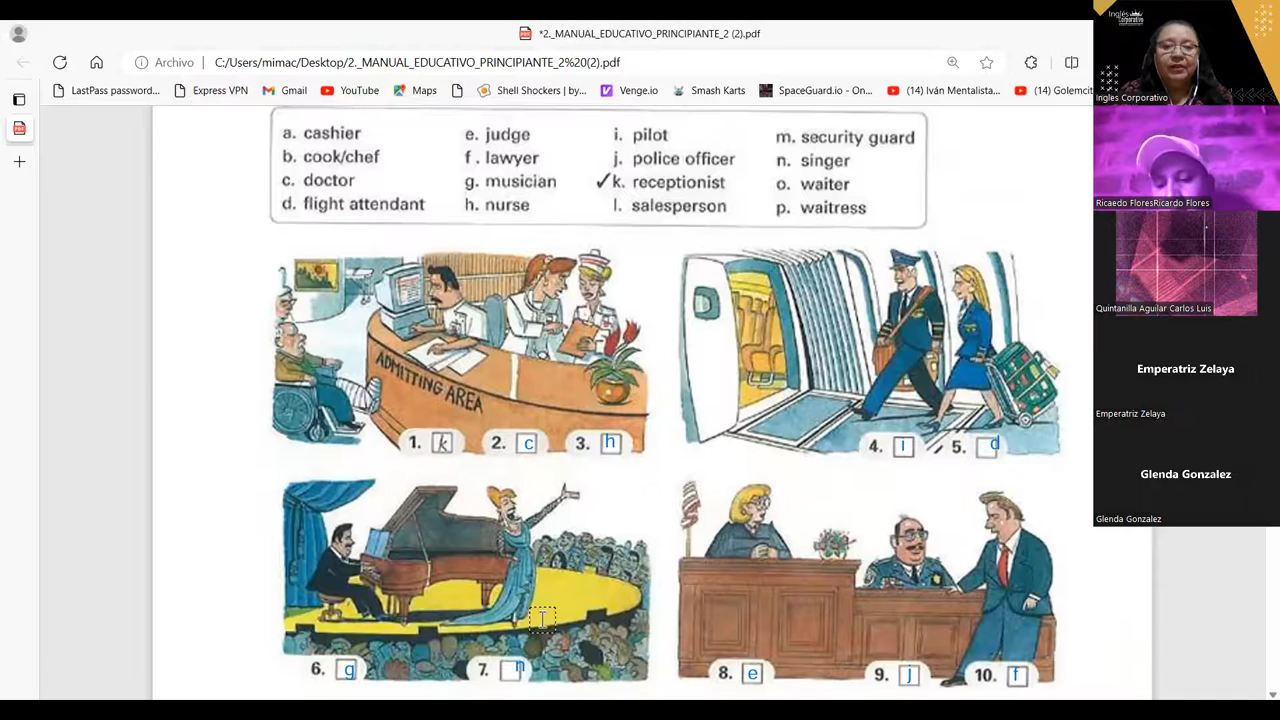 *2._MANUAL_EDUCATIVO_PRINCIPIANTE_2 (2).pdf
Archivo
C:/Users/mimac/Desktop/2._MANUAL_EDUCATIVO_PRINCIPIANTE_2%20(2).pdf
LastPass password...
Express VPN
Gmail
YouTube
Maps
Shell Shockers | by...
Venge.io
Smash Karts
SpaceGuard.io - On...
(14) Iván Mentalista...
(14) Golemcit
a. cashier
b. cook/chef
c. doctor
d. flight attendant
e. judge
f. lawyer
g. musician
h. nurse
i. pilot
j. police officer
✓k. receptionist
l. salesperson
m. security guard
n. singer
o. waiter
p. waitress
ADMITTING AREA
1. k 2. c 3. h
4. i 5. d
6. g 7. n
8. e 9. j 10. f
Inglés
Corporativo
Ingles Corporativo
Ricaedo FloresRicardo Flores
Quintanilla Aguilar Carlos Luis
Emperatriz Zelaya
Emperatriz Zelaya
Glenda Gonzalez
Glenda Gonzalez